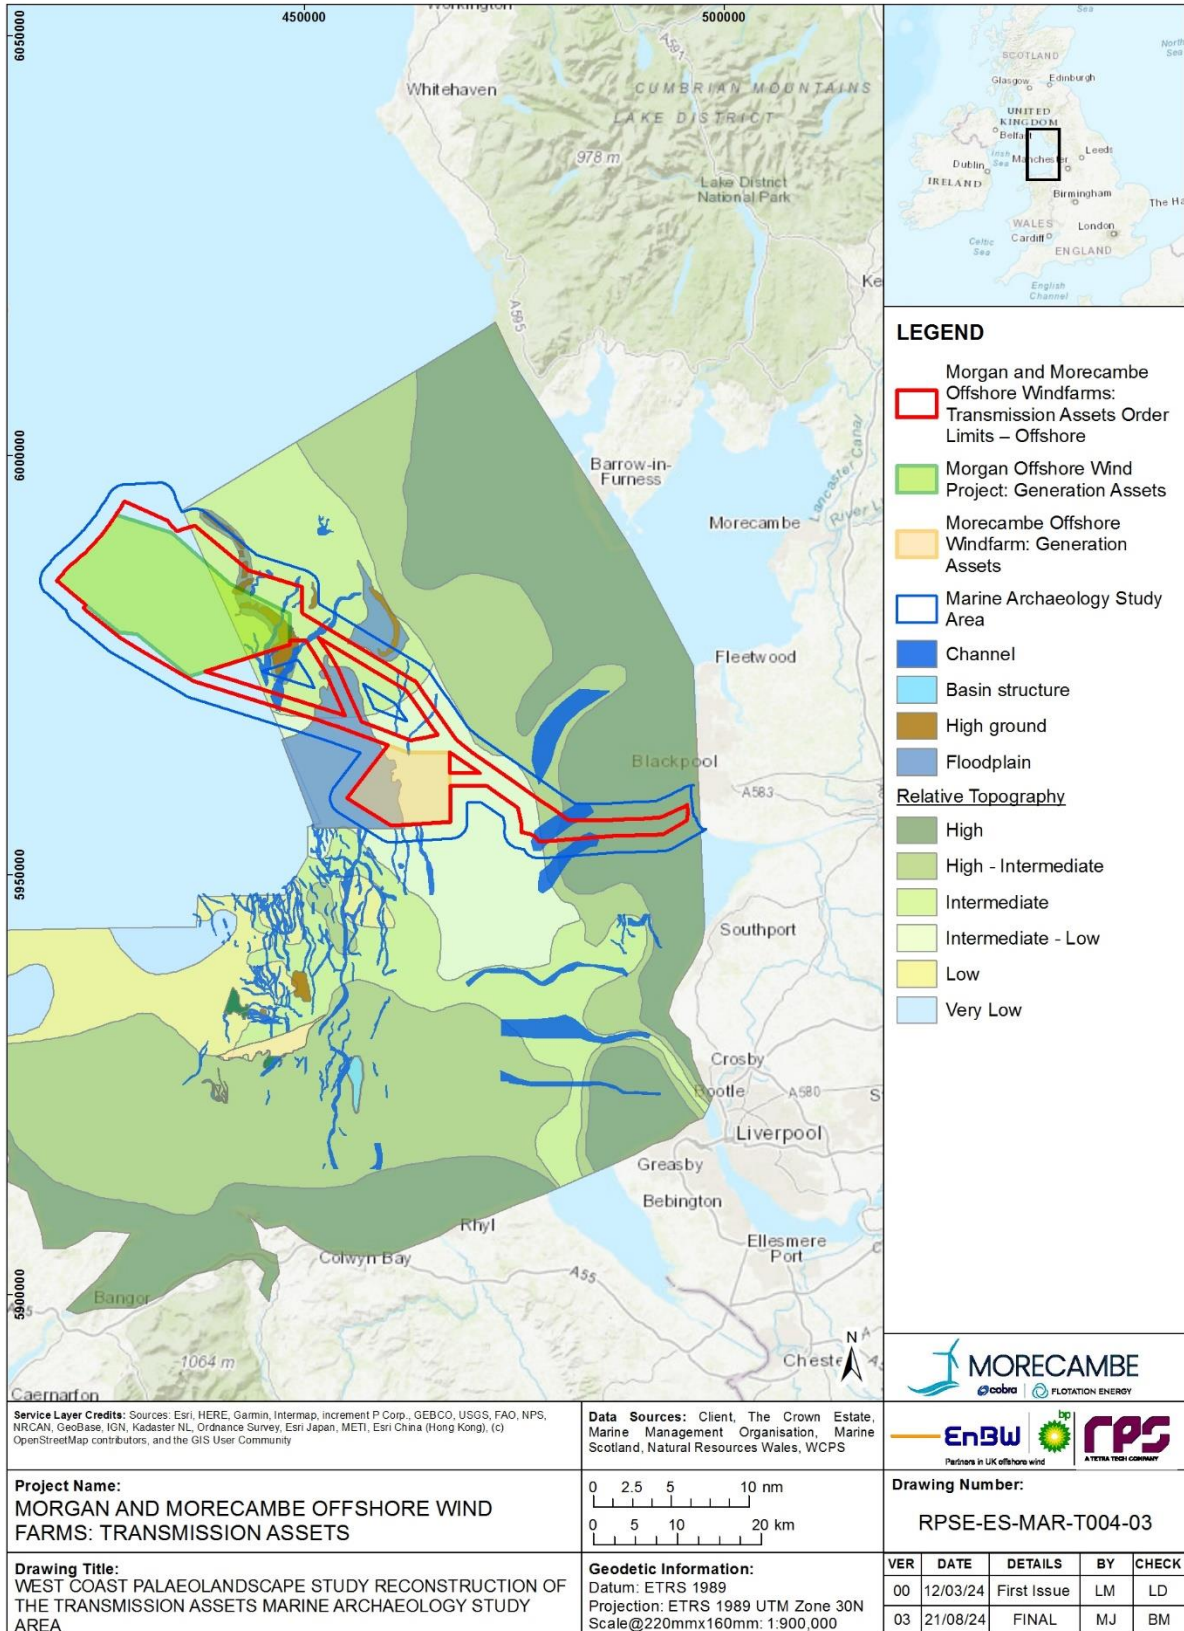 450000
500000
6050000
6000000
5950000
5900000
Workington
A591
Whitehaven
CUMBRIAN MOUNTAINS
LAKE DISTRICT
978 m
Lake District
National Park
A595
Ke
Barrow-in-
Furness
Morecambe
Lancaster Canal
Fleetwood
Blackpool
A583
Southport
Crosby
Bootle
A580
S
Liverpool
Greasby
Bebington
Rhyl
Colwyn Bay
Ellesmere
Port
A55
Bangor
1064 m
Caernarfon
N
Sea
SCOTLAND
North
Sea
Glasgow
Edinburgh
UNITED
KINGDOM
Belfast
Irish
Sea
Dublin
Manchester
Leeds
IRELAND
Birmingham
The Ha
WALES
Cardiff
London
Celtic
Sea
ENGLAND
English
Channel
LEGEND
Morgan and Morecambe
Offshore Windfarms:
Transmission Assets Order
Limits – Offshore
Morgan Offshore Wind
Project: Generation Assets
Morecambe Offshore
Windfarm: Generation
Assets
Marine Archaeology Study
Area
Channel
Basin structure
High ground
Floodplain
Relative Topography
High
High - Intermediate
Intermediate
Intermediate - Low
Low
Very Low
MORECAMBE
cobra | FLOTATION ENERGY
EnBW
Partners in UK offshore wind
bp
rps
A TETRA TECH COMPANY
Service Layer Credits: Sources: Esri, HERE, Garmin, Intermap, increment P Corp., GEBCO, USGS, FAO, NPS,
NRCAN, GeoBase, IGN, Kadaster NL, Ordnance Survey, Esri Japan, METI, Esri China (Hong Kong), (c)
OpenStreetMap contributors, and the GIS User Community
Data Sources: Client, The Crown Estate,
Marine Management Organisation, Marine
Scotland, Natural Resources Wales, WCPS
Project Name:
MORGAN AND MORECAMBE OFFSHORE WIND
FARMS: TRANSMISSION ASSETS
0 2.5 5 10 nm
0 5 10 20 km
Drawing Number:
RPSE-ES-MAR-T004-03
Drawing Title:
WEST COAST PALAEOLANDSCAPE STUDY RECONSTRUCTION OF
THE TRANSMISSION ASSETS MARINE ARCHAEOLOGY STUDY
AREA
Geodetic Information:
Datum: ETRS 1989
Projection: ETRS 1989 UTM Zone 30N
Scale@220mmx160mm: 1:900,000
VER DATE DETAILS BY CHECK
00 12/03/24 First Issue LM LD
03 21/08/24 FINAL MJ BM